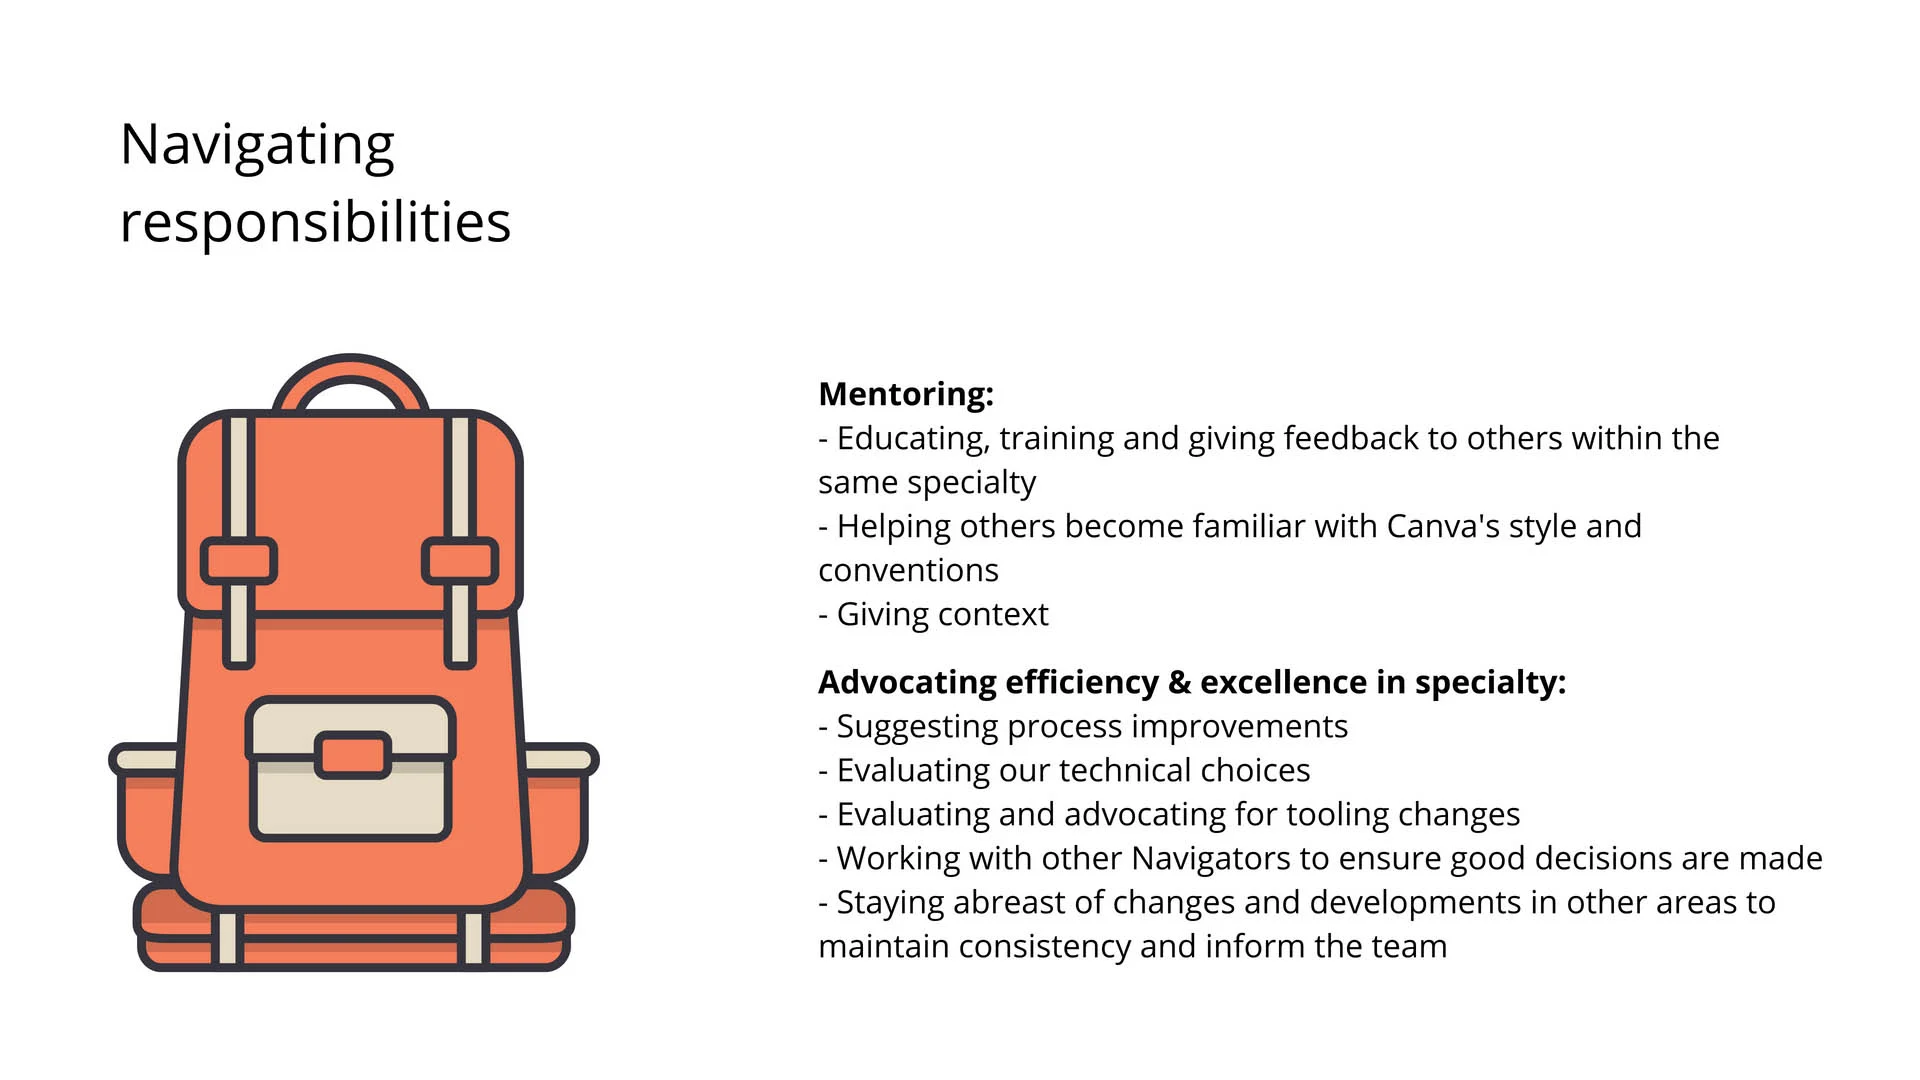 Navigating
responsibilities
Mentoring:
- Educating, training and giving feedback to others within the
same specialty
- Helping others become familiar with Canva's style and
conventions
- Giving context
Advocating efficiency & excellence in specialty:
- Suggesting process improvements
- Evaluating our technical choices
- Evaluating and advocating for tooling changes
- Working with other Navigators to ensure good decisions are made
- Staying abreast of changes and developments in other areas to
maintain consistency and inform the team